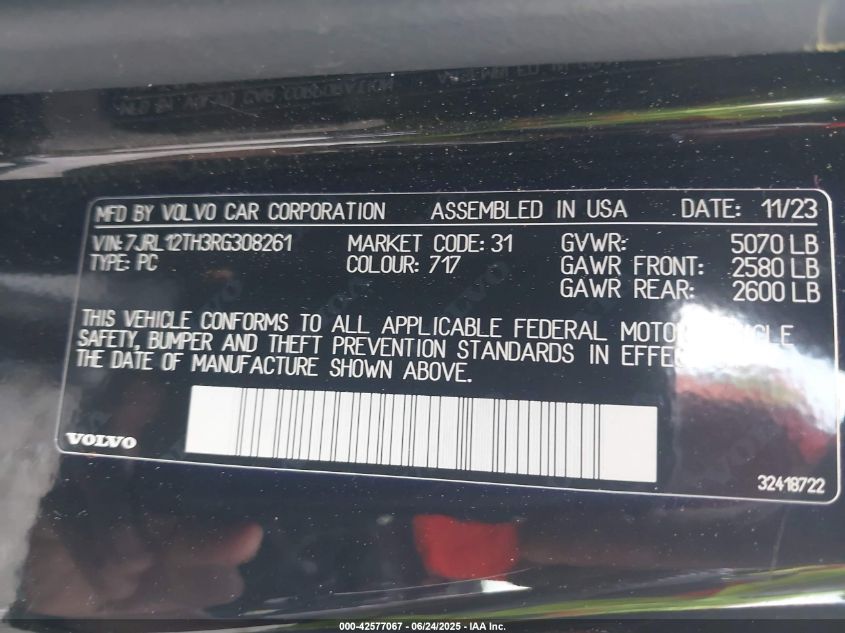 MFD BY VOLVO CAR CORPORATION ASSEMBLED IN USA DATE: 11/23
VIN: 7JRL12TH3RG308261 MARKET CODE: 31 GVWR: 5070 LB
TYPE: PC COLOUR: 717 GAWR FRONT: 2580 LB
GAWR REAR: 2600 LB
THIS VEHICLE CONFORMS TO ALL APPLICABLE FEDERAL MOTOR VEHICLE
SAFETY, BUMPER AND THEFT PREVENTION STANDARDS IN EFFECT
THE DATE OF MANUFACTURE SHOWN ABOVE.
VOLVO
32418722
000-42577067 - 06/24/2025 - IAA Inc.